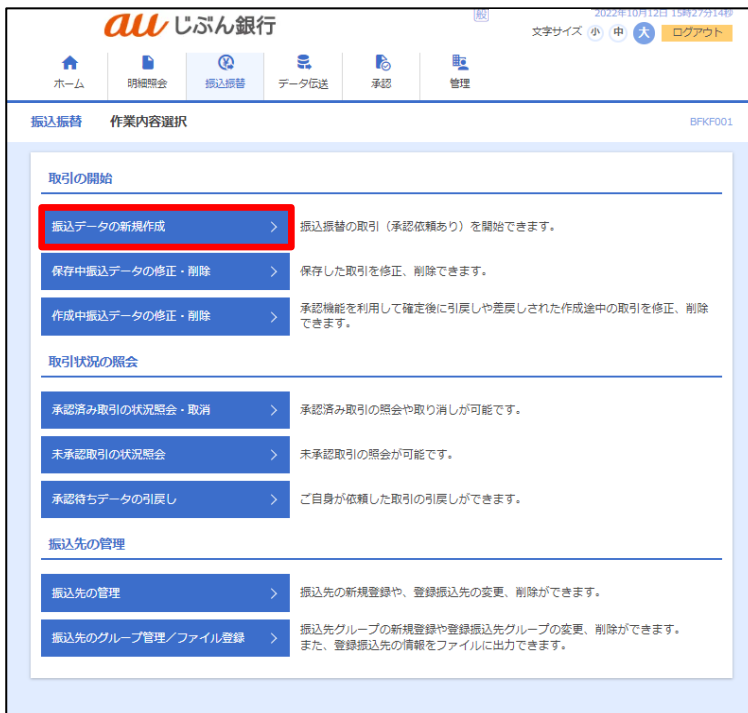 au じぶん銀行
般
2022年10月12日 15時27分14秒
文字サイズ 小 中 大 ログアウト
ホーム 明細照会 振込振替 データ伝送 承認 管理
振込振替 作業内容選択 BFKF001
取引の開始
振込データの新規作成 振込振替の取引（承認依頼あり）を開始できます。
保存中振込データの修正・削除 保存した取引を修正、削除できます。
作成中振込データの修正・削除 承認機能を利用して確定後に引戻しや差戻しされた作成途中の取引を修正、削除
できます。
取引状況の照会
承認済み取引の状況照会・取消 承認済み取引の照会や取り消しが可能です。
未承認取引の状況照会 未承認取引の照会が可能です。
承認待ちデータの引戻し ご自身が依頼した取引の引戻しができます。
振込先の管理
振込先の管理 振込先の新規登録や、登録振込先の変更、削除ができます。
振込先のグループ管理／ファイル登録 振込先グループの新規登録や登録振込先グループの変更、削除ができます。
また、登録振込先の情報をファイルに出力できます。